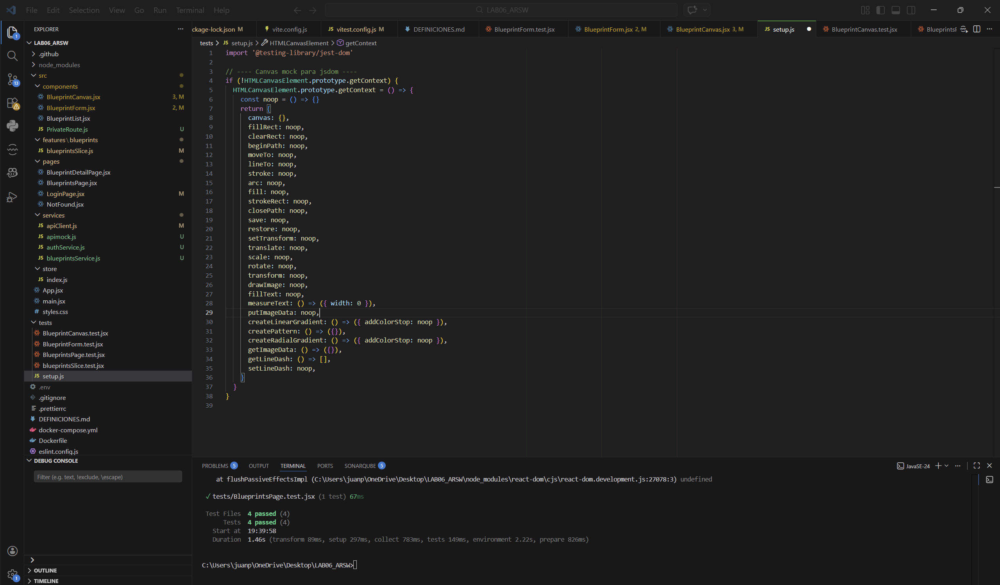 File Edit Selection View Go Run Terminal Help LAB06_ARSW
EXPLORER
ckage-lock.json M vite.config.js JS vitest.config.js M DEFINICIONES.md BlueprintForm.test.jsx BlueprintForm.jsx 2, M BlueprintCanvas.jsx 3, M JS setup.js BlueprintCanvas.test.jsx BlueprintsF
tests > JS setup.js > HTMLCanvasElement > getContext
LAB06_ARSW
.github
node_modules
src
components
BlueprintCanvas.jsx 3, M
BlueprintForm.jsx 2, M
BlueprintList.jsx
JS PrivateRoute.js U
features\blueprints
JS blueprintsSlice.js M
pages
BlueprintDetailPage.jsx
BlueprintsPage.jsx
LoginPage.jsx M
NotFound.jsx
services
JS apiClient.js M
JS apimock.js U
JS authService.js U
JS blueprintsService.js U
store
JS index.js
App.jsx
main.jsx
# styles.css
tests
BlueprintCanvas.test.jsx
BlueprintForm.test.jsx
BlueprintsPage.test.jsx
blueprintsSlice.test.jsx
JS setup.js
.env
.gitignore
.prettierrc
DEFINICIONES.md
docker-compose.yml
Dockerfile
eslint.config.js
DEBUG CONSOLE
Filter (e.g. text, !exclude, \escape)
OUTLINE
TIMELINE
1
13
1
1 import '@testing-library/jest-dom'
2
3 // ---- Canvas mock para jsdom ----
4 if (!HTMLCanvasElement.prototype.getContext) {
5 HTMLCanvasElement.prototype.getContext = () => {
6 const noop = () => {}
7 return {
8 canvas: {},
9 fillRect: noop,
10 clearRect: noop,
11 beginPath: noop,
12 moveTo: noop,
13 lineTo: noop,
14 stroke: noop,
15 arc: noop,
16 fill: noop,
17 strokeRect: noop,
18 closePath: noop,
19 save: noop,
20 restore: noop,
21 setTransform: noop,
22 translate: noop,
23 scale: noop,
24 rotate: noop,
25 transform: noop,
26 drawImage: noop,
27 fillText: noop,
28 measureText: () => ({ width: 0 }),
29 putImageData: noop,
30 createLinearGradient: () => ({ addColorStop: noop }),
31 createPattern: () => ({}),
32 createRadialGradient: () => ({ addColorStop: noop }),
33 getImageData: () => ({}),
34 getLineDash: () => [],
35 setLineDash: noop,
36 }
37 }
38 }
39
PROBLEMS 5 OUTPUT TERMINAL PORTS SONARQUBE 5 JavaSE-24
at flushPassiveEffectsImpl (C:\Users\juanp\OneDrive\Desktop\LAB06_ARSW\node_modules\react-dom\cjs\react-dom.development.js:27078:3) undefined
✓ tests/BlueprintsPage.test.jsx (1 test) 67ms
Test Files 4 passed (4)
Tests 4 passed (4)
Start at 19:39:58
Duration 1.46s (transform 89ms, setup 297ms, collect 783ms, tests 149ms, environment 2.22s, prepare 826ms)
C:\Users\juanp\OneDrive\Desktop\LAB06_ARSW>